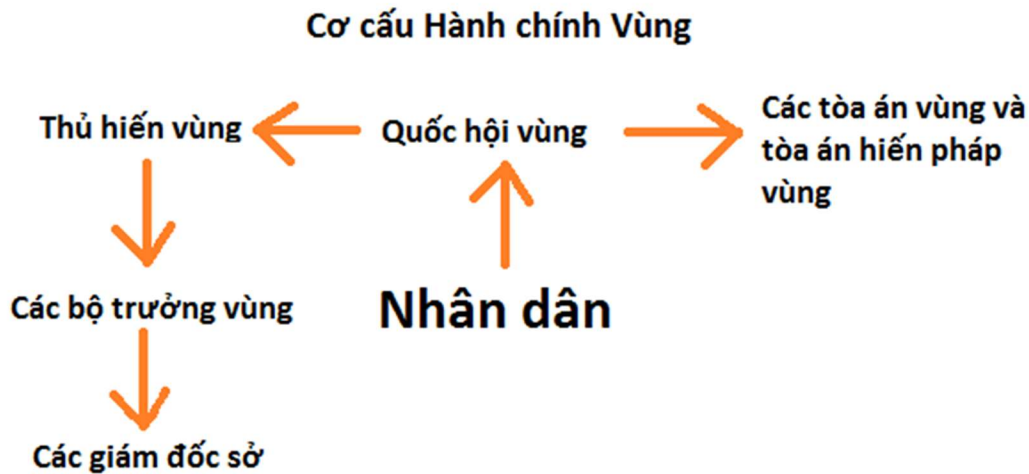 Cơ cấu Hành chính Vùng
Thủ hiến vùng
Quốc hội vùng
Các tòa án vùng và
tòa án hiến pháp
vùng
Các bộ trưởng vùng
Nhân dân
Các giám đốc sở